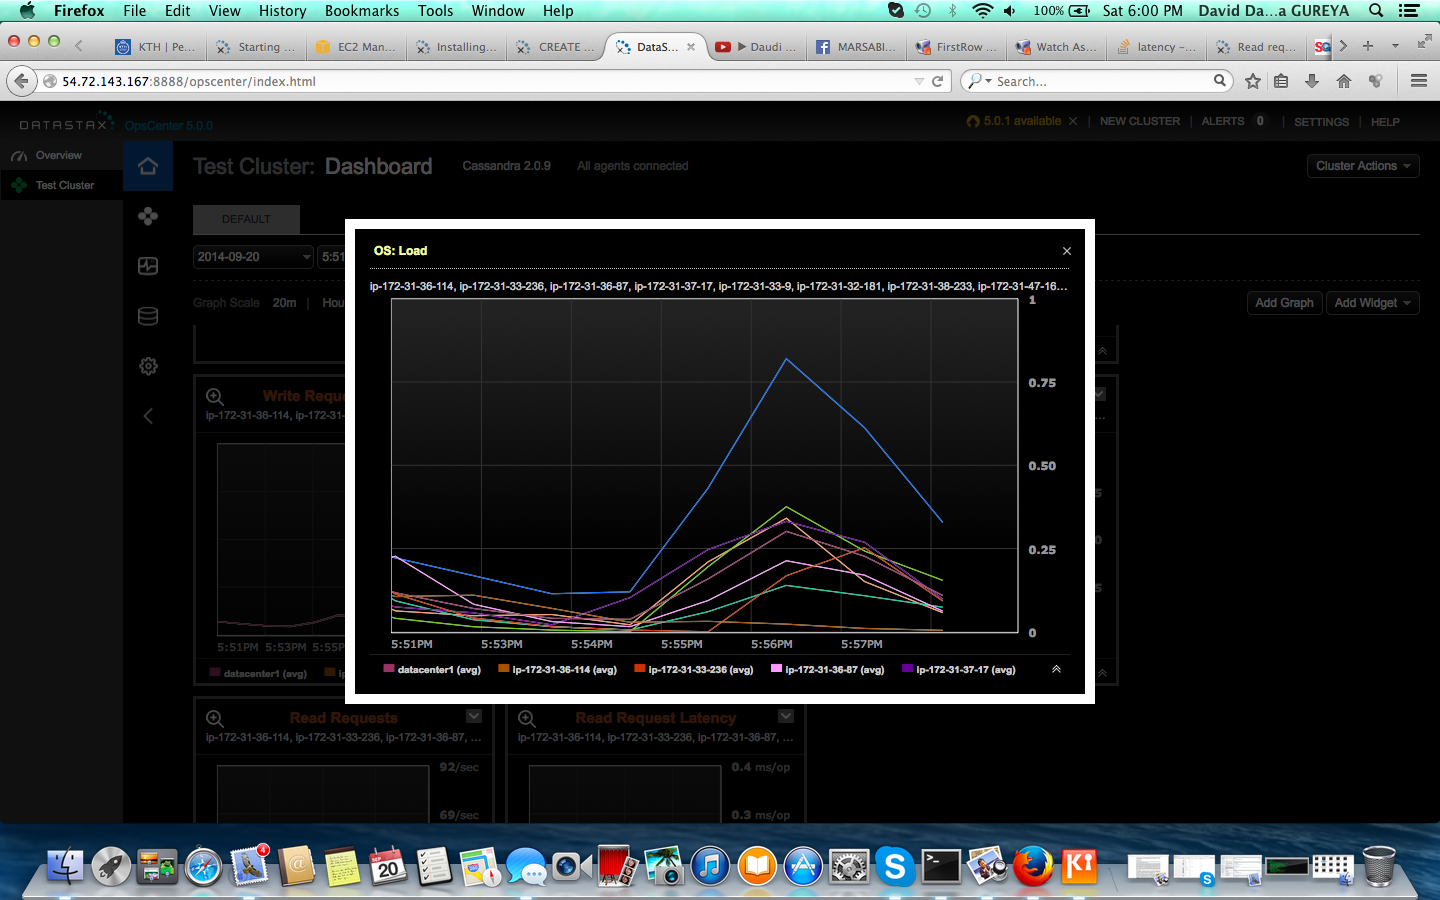 Firefox File Edit View History Bookmarks Tools Window Help 100% Sat 6:00 PM David Da...a GUREYA
KTH | Pe... Starting ... EC2 Man... Installing... CREATE ... DataS... Daudi ... MARSABI... FirstRow ... Watch As... latency -... Read req... SQ
54.72.143.167:8888/opscenter/index.html Search...
DATASTAX OpsCenter 5.0.0 5.0.1 available × | NEW CLUSTER | ALERTS 0 | SETTINGS | HELP
Overview
Test Cluster
Test Cluster: Dashboard Cassandra 2.0.9 All agents connected Cluster Actions
DEFAULT
2014-09-20 5:51
Graph Scale 20m | Hou
Add Graph Add Widget
OS: Load ×
ip-172-31-36-114, ip-172-31-33-236, ip-172-31-36-87, ip-172-31-37-17, ip-172-31-33-9, ip-172-31-32-181, ip-172-31-38-233, ip-172-31-47-16...
1
0.75
0.50
0.25
0
5:51PM 5:53PM 5:54PM 5:55PM 5:56PM 5:57PM
datacenter1 (avg) ip-172-31-36-114 (avg) ip-172-31-33-236 (avg) ip-172-31-36-87 (avg) ip-172-31-37-17 (avg)
Write Requ
ip-172-31-36-114, ip-172-31-
5:51PM 5:53PM 5:55P
datacenter1 (avg) ip
Read Requests
ip-172-31-36-114, ip-172-31-33-236, ip-172-31-36-87, ...
92/sec
69/sec
Read Request Latency
ip-172-31-36-114, ip-172-31-33-236, ip-172-31-36-87, ...
0.4 ms/op
0.3 ms/op
4
SEP
20